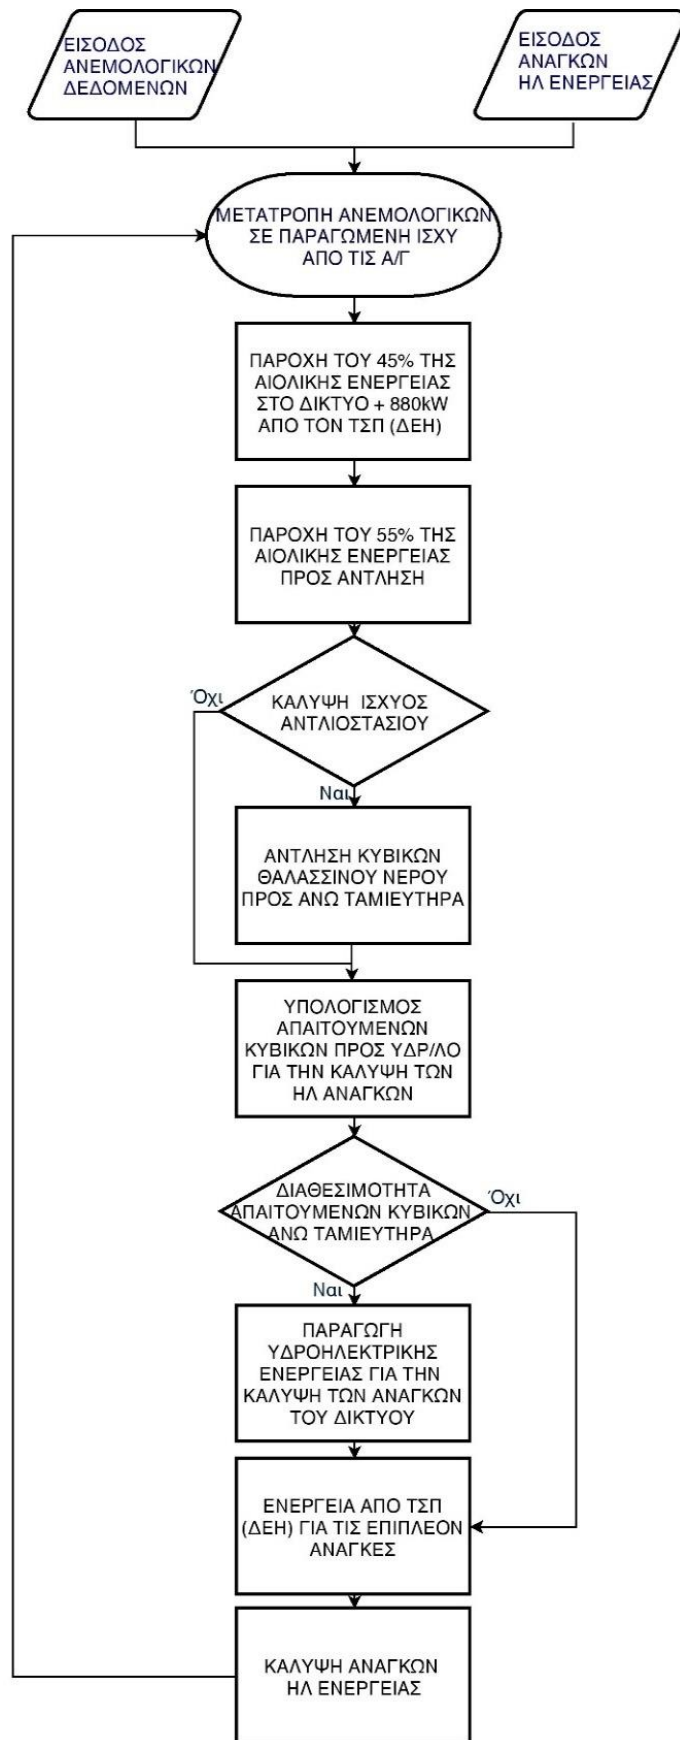 ΕΙΣΟΔΟΣ
ΑΝΕΜΟΛΟΓΙΚΩΝ
ΔΕΔΟΜΕΝΩΝ
ΕΙΣΟΔΟΣ
ΑΝΑΓΚΩΝ
ΗΛ ΕΝΕΡΓΕΙΑΣ
ΜΕΤΑΤΡΟΠΗ ΑΝΕΜΟΛΟΓΙΚΩΝ
ΣΕ ΠΑΡΑΓΩΜΕΝΗ ΙΣΧΥ
ΑΠΟ ΤΙΣ Α/Γ
ΠΑΡΟΧΗ ΤΟΥ 45% ΤΗΣ
ΑΙΟΛΙΚΗΣ ΕΝΕΡΓΕΙΑΣ
ΣΤΟ ΔΙΚΤΥΟ + 880kW
ΑΠΟ ΤΟΝ ΤΣΠ (ΔΕΗ)
ΠΑΡΟΧΗ ΤΟΥ 55% ΤΗΣ
ΑΙΟΛΙΚΗΣ ΕΝΕΡΓΕΙΑΣ
ΠΡΟΣ ΑΝΤΛΗΣΗ
Όχι
ΚΑΛΥΨΗ ΙΣΧΥΟΣ
ΑΝΤΛΙΟΣΤΑΣΙΟΥ
Ναι
ΑΝΤΛΗΣΗ ΚΥΒΙΚΩΝ
ΘΑΛΑΣΣΙΝΟΥ ΝΕΡΟΥ
ΠΡΟΣ ΑΝΩ ΤΑΜΙΕΥΤΗΡΑ
ΥΠΟΛΟΓΙΣΜΟΣ
ΑΠΑΙΤΟΥΜΕΝΩΝ
ΚΥΒΙΚΩΝ ΠΡΟΣ ΥΔΡ/ΛΟ
ΓΙΑ ΤΗΝ ΚΑΛΥΨΗ ΤΩΝ
ΗΛ ΑΝΑΓΚΩΝ
ΔΙΑΘΕΣΙΜΟΤΗΤΑ
ΑΠΑΙΤΟΥΜΕΝΩΝ ΚΥΒΙΚΩΝ
ΑΝΩ ΤΑΜΙΕΥΤΗΡΑ
Όχι
Ναι
ΠΑΡΑΓΩΓΗ
ΥΔΡΟΗΛΕΚΤΡΙΚΗΣ
ΕΝΕΡΓΕΙΑΣ ΓΙΑ ΤΗΝ
ΚΑΛΥΨΗ ΤΩΝ ΑΝΑΓΚΩΝ
ΤΟΥ ΔΙΚΤΥΟΥ
ΕΝΕΡΓΕΙΑ ΑΠΟ ΤΣΠ
(ΔΕΗ) ΓΙΑ ΤΙΣ ΕΠΙΠΛΕΟΝ
ΑΝΑΓΚΕΣ
ΚΑΛΥΨΗ ΑΝΑΓΚΩΝ
ΗΛ ΕΝΕΡΓΕΙΑΣ